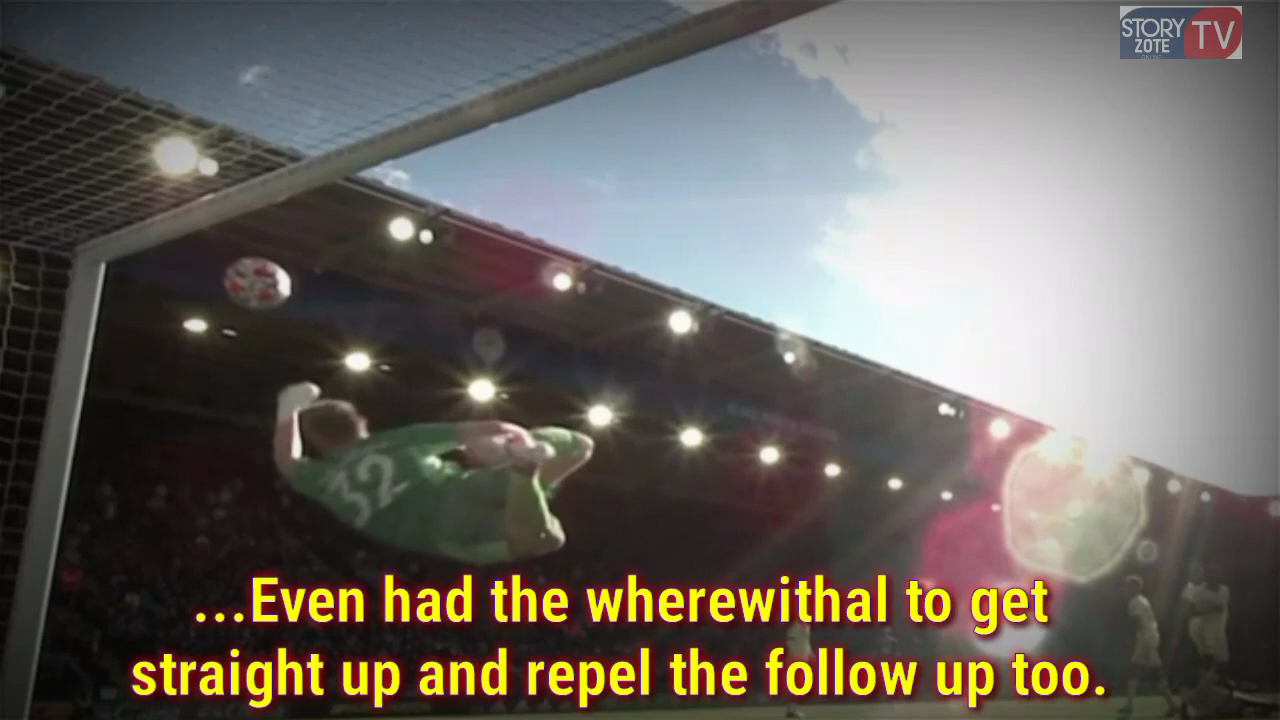 STORY
ZOTE
TV
32
...Even had the wherewithal to get
straight up and repel the follow up too.